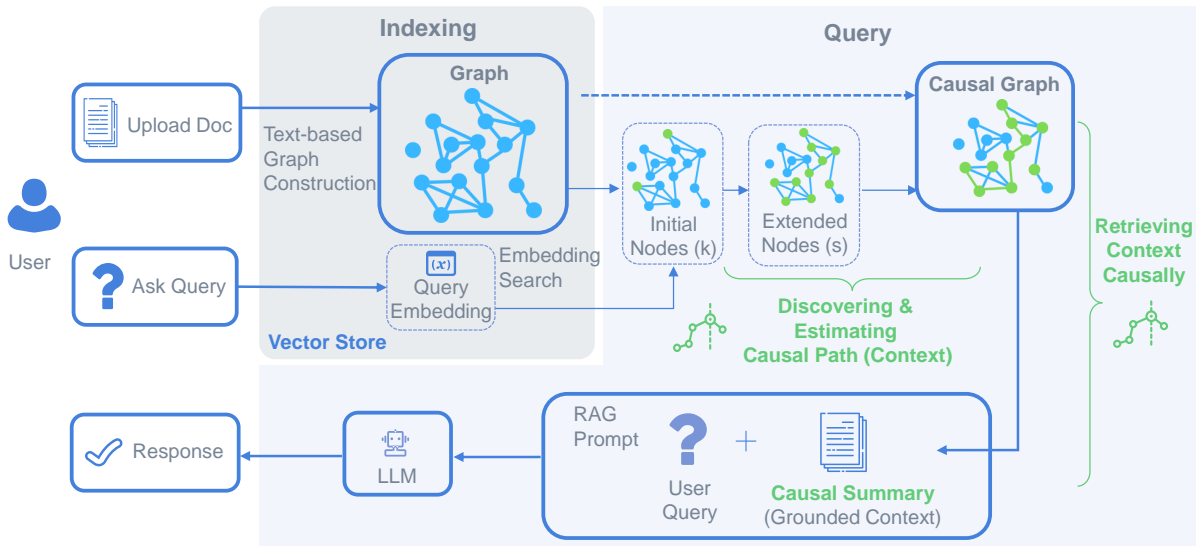 Indexing
Query
Graph
Causal Graph
Upload Doc
Text-based
Graph
Construction
Initial
Nodes (k)
Extended
Nodes (s)
User
Ask Query
(x)
Query
Embedding
Embedding
Search
Vector Store
Discovering &
Estimating
Causal Path (Context)
Retrieving
Context
Causally
Response
LLM
RAG
Prompt
User
Query
Causal Summary
(Grounded Context)